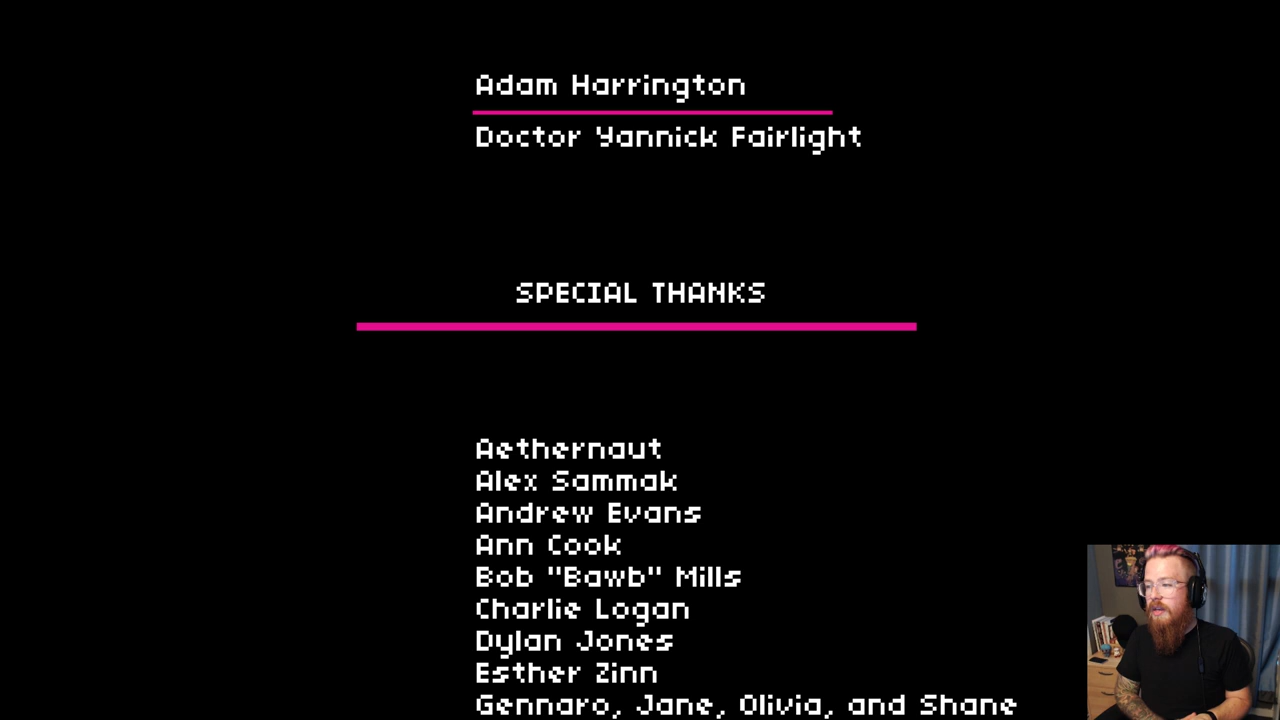 Adam Harrington
Doctor Yannick Fairlight
SPECIAL THANKS
Aethernaut
Alex Sammak
Andrew Evans
Ann Cook
Bob "Bawb" Mills
Charlie Logan
Dylan Jones
Esther Zinn
Gennaro, Jane, Olivia, and Shane